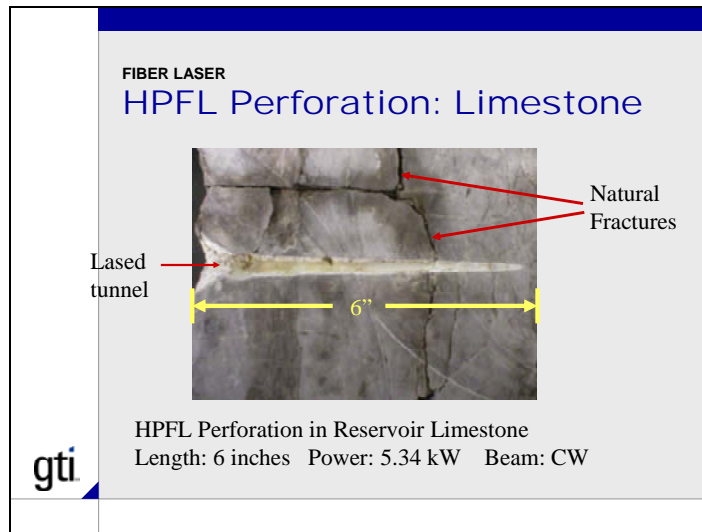 FIBER LASER
HPFL Perforation: Limestone
Natural
Fractures
Lased
tunnel
6”
HPFL Perforation in Reservoir Limestone
Length: 6 inches Power: 5.34 kW Beam: CW
gti